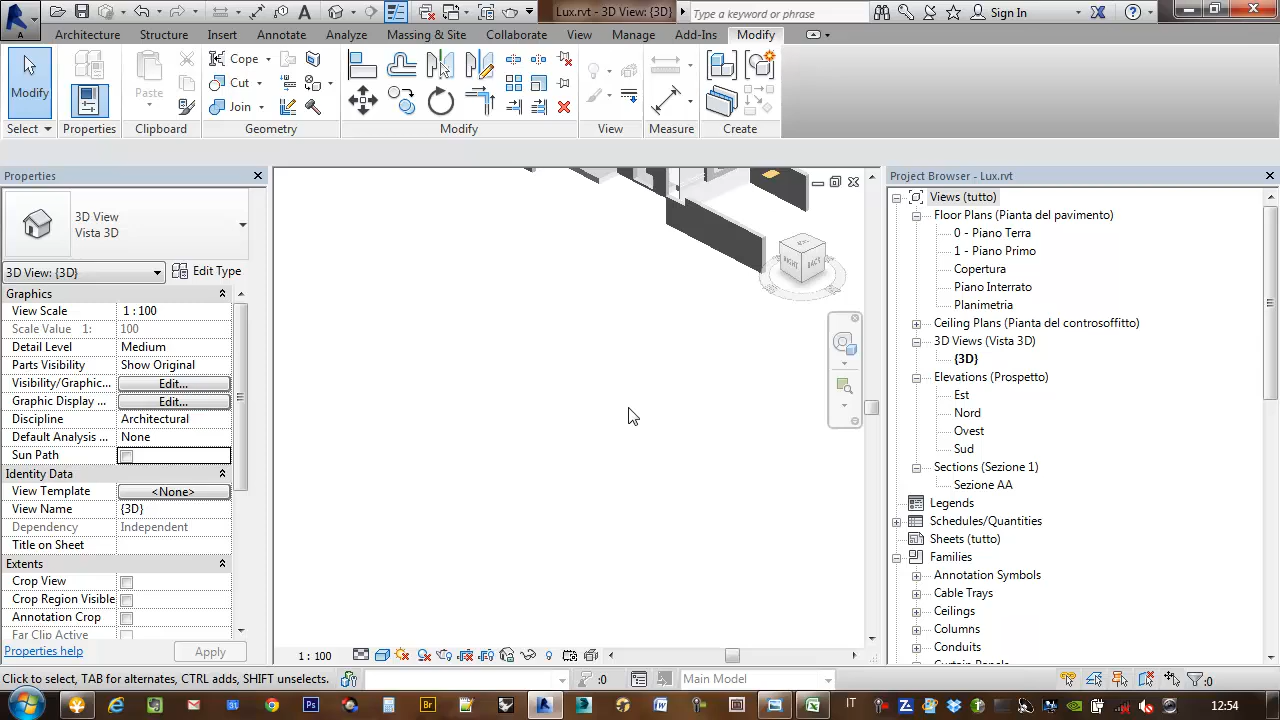 Lux.rvt - 3D View: {3D}
Type a keyword or phrase
Sign In
Architecture Structure Insert Annotate Analyze Massing & Site Collaborate View Manage Add-Ins Modify
Modify
Paste
Cope
Cut
Join
Select Properties Clipboard Geometry Modify View Measure Create
Properties
3D View
Vista 3D
3D View: {3D}
Edit Type
Graphics
View Scale 1 : 100
Scale Value 1: 100
Detail Level Medium
Parts Visibility Show Original
Visibility/Graphic... Edit...
Graphic Display ... Edit...
Discipline Architectural
Default Analysis ... None
Sun Path
Identity Data
View Template <None>
View Name {3D}
Dependency Independent
Title on Sheet
Extents
Crop View
Crop Region Visible
Annotation Crop
Far Clip Active
Properties help
Apply
RIGHT BACK
1 : 100
Project Browser - Lux.rvt
Views (tutto)
Floor Plans (Pianta del pavimento)
0 - Piano Terra
1 - Piano Primo
Copertura
Piano Interrato
Planimetria
Ceiling Plans (Pianta del controsoffitto)
3D Views (Vista 3D)
{3D}
Elevations (Prospetto)
Est
Nord
Ovest
Sud
Sections (Sezione 1)
Sezione AA
Legends
Schedules/Quantities
Sheets (tutto)
Families
Annotation Symbols
Cable Trays
Ceilings
Columns
Conduits
Click to select, TAB for alternates, CTRL adds, SHIFT unselects.
:0
Main Model
:0
Ps
Br
W
IT
12:54